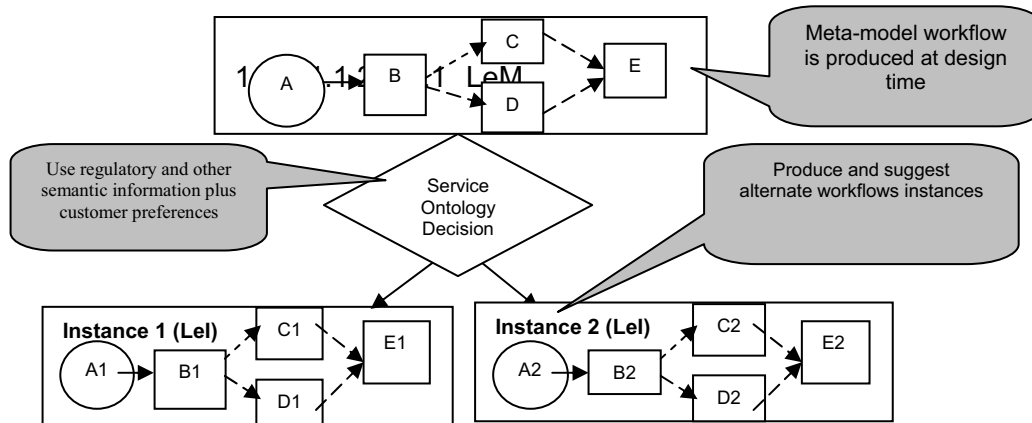 Meta-model workflow
is produced at design
time
C
A
B
E
1 LeM
D
Use regulatory and other
semantic information plus
customer preferences
Service
Ontology
Decision
Produce and suggest
alternate workflows instances
Instance 1 (LeI)
C1
A1
B1
E1
D1
Instance 2 (LeI)
C2
A2
B2
E2
D2